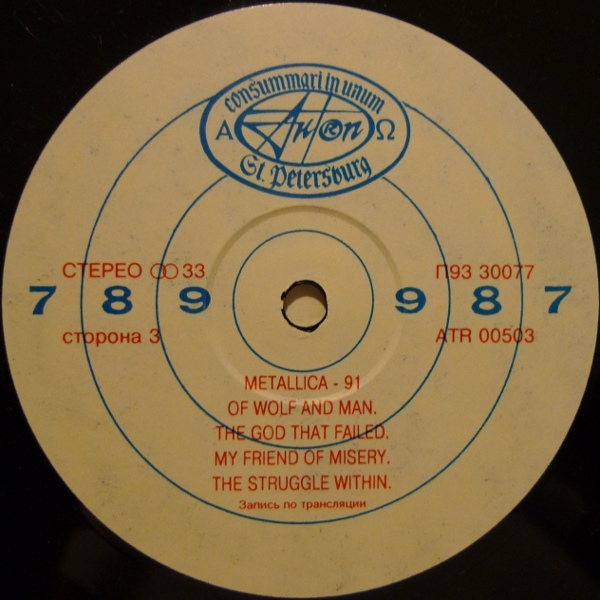 consummari in unum
Α Антон Ω
St. Petersburg
СТЕРЕО 33 П93 30077
7 8 9 9 8 7
сторона 3 ATR 00503
METALLICA - 91
OF WOLF AND MAN.
THE GOD THAT FAILED.
MY FRIEND OF MISERY.
THE STRUGGLE WITHIN.
Запись по трансляции